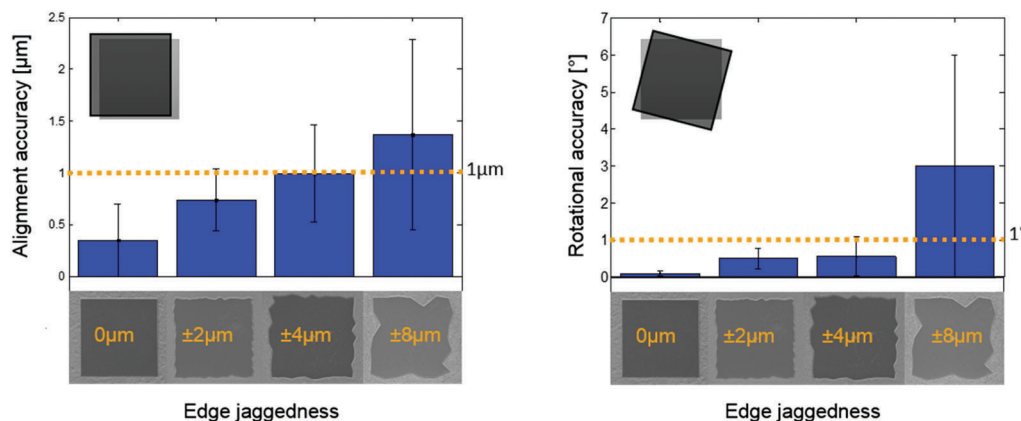 Alignment accuracy [µm]
2.5
2
1.5
1
0.5
0
1µm
0µm
±2µm
±4µm
±8µm
Edge jaggedness
Rotational accuracy [°]
7
6
5
4
3
2
1
0
1°
0µm
±2µm
±4µm
±8µm
Edge jaggedness